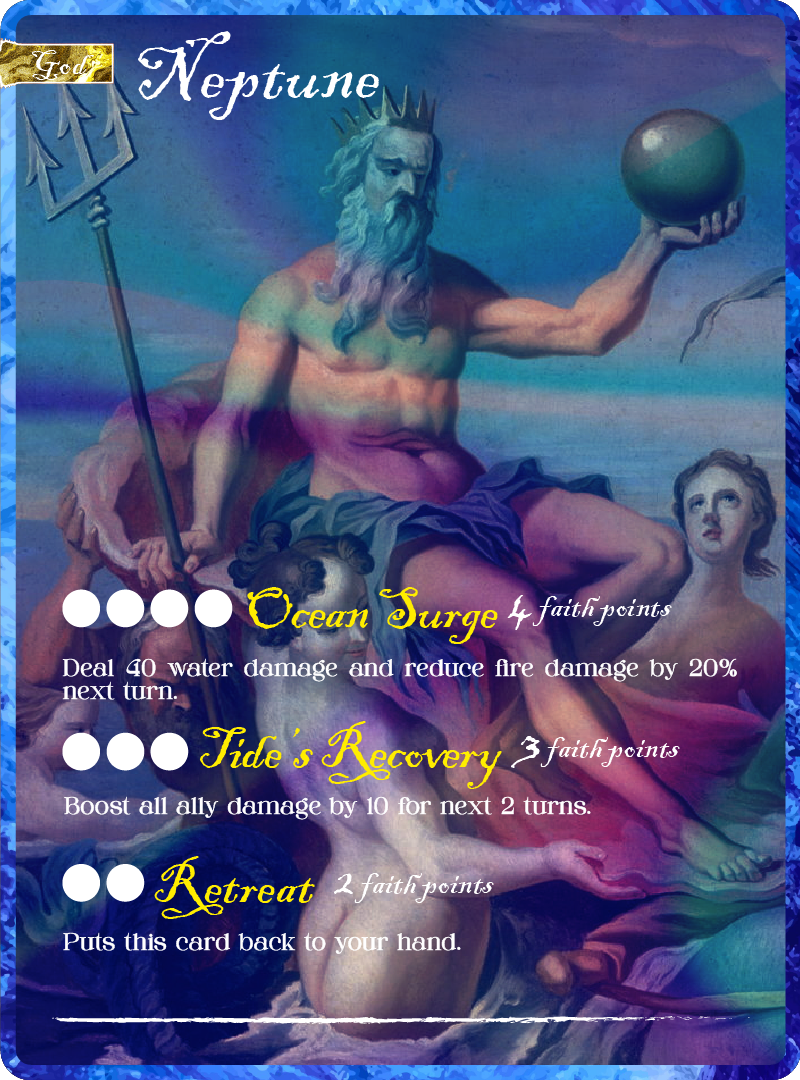 Gods
Neptune
Ocean Surge 4 faith points
Deal 40 water damage and reduce fire damage by 20%
next turn.
Tide's Recovery 3 faith points
Boost all ally damage by 10 for next 2 turns.
Retreat 2 faith points
Puts this card back to your hand.